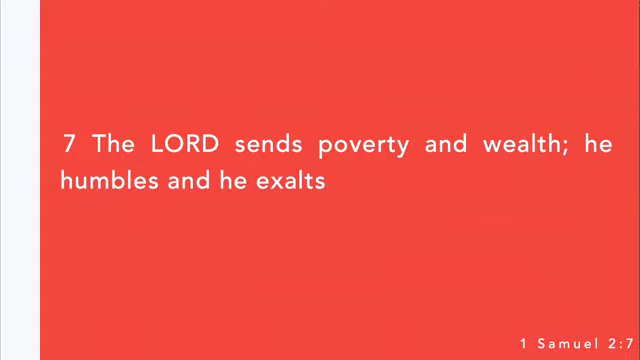 7 The LORD sends poverty and wealth; he
humbles and he exalts
1 Samuel 2:7